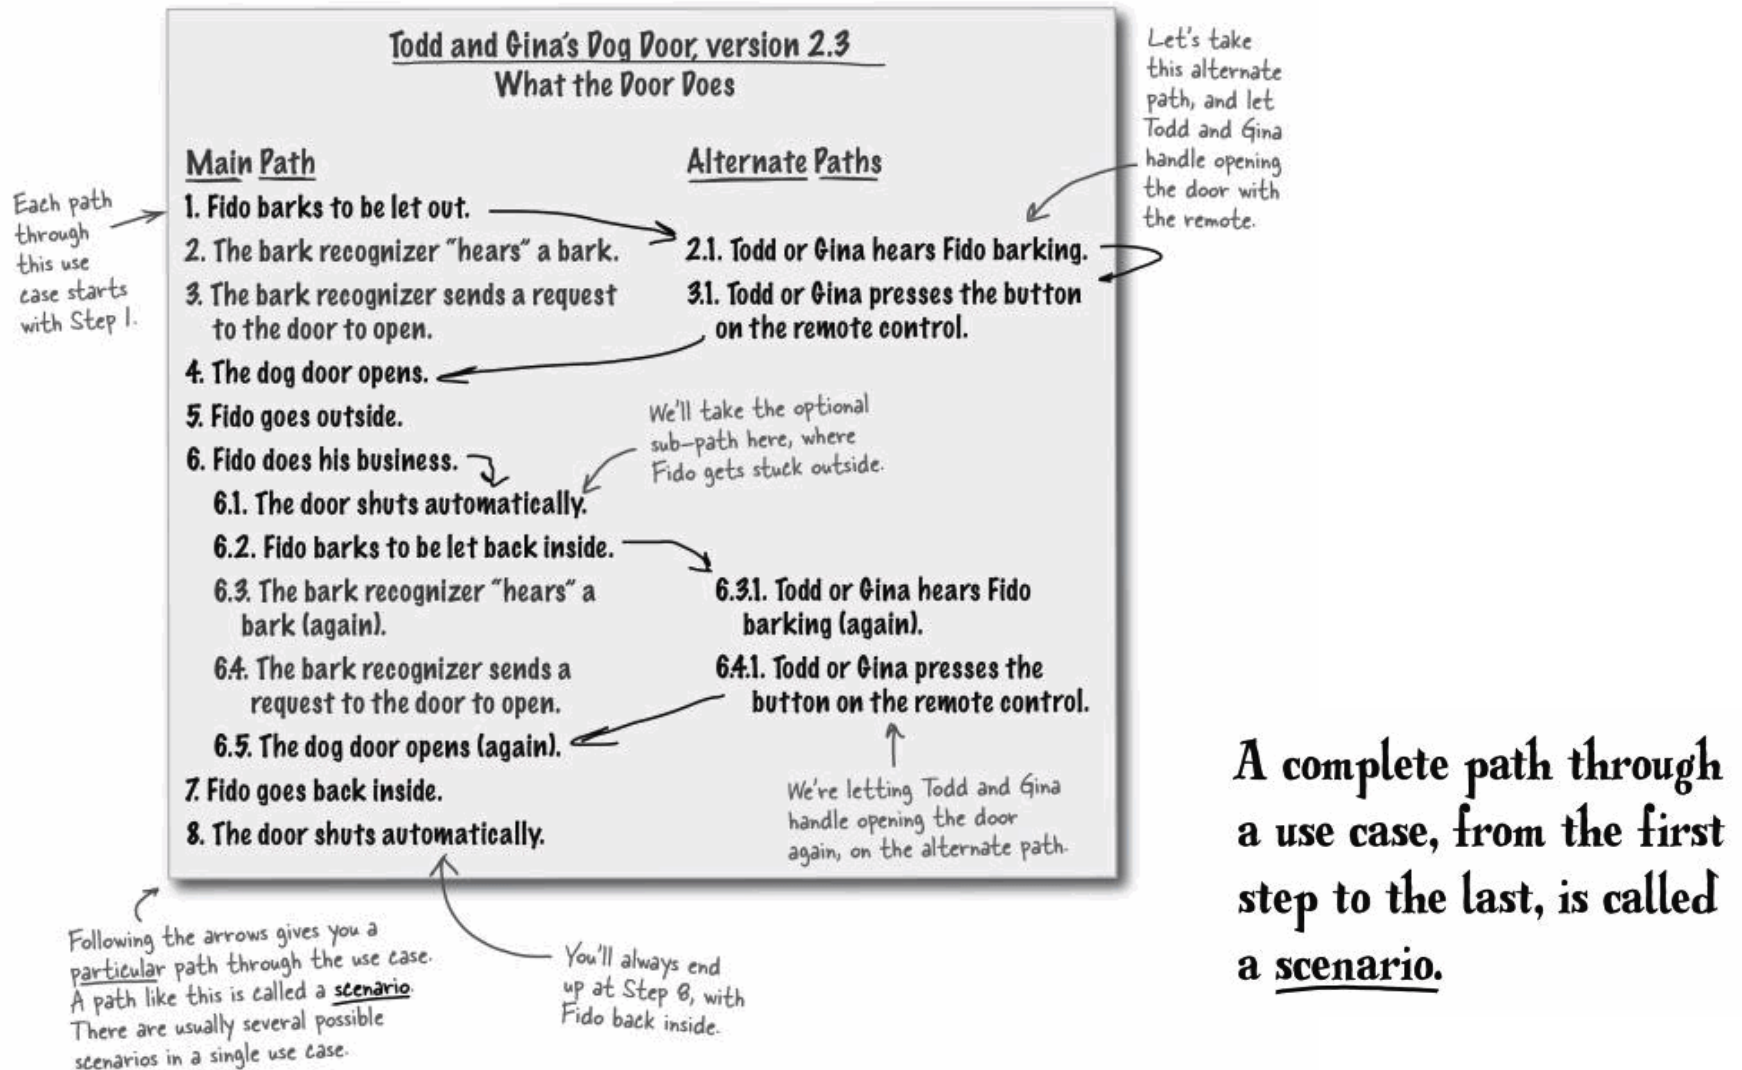 Todd and Gina's Dog Door, version 2.3
What the Door Does
Let's take
this alternate
path, and let
Todd and Gina
handle opening
the door with
the remote.
Each path
through
this use
case starts
with Step 1.
Main Path
1. Fido barks to be let out.
2. The bark recognizer "hears" a bark.
3. The bark recognizer sends a request
to the door to open.
4. The dog door opens.
5. Fido goes outside.
6. Fido does his business.
6.1. The door shuts automatically.
6.2. Fido barks to be let back inside.
6.3. The bark recognizer "hears" a
bark (again).
6.4. The bark recognizer sends a
request to the door to open.
6.5. The dog door opens (again).
7. Fido goes back inside.
8. The door shuts automatically.
Alternate Paths
2.1. Todd or Gina hears Fido barking.
3.1. Todd or Gina presses the button
on the remote control.
We'll take the optional
sub-path here, where
Fido gets stuck outside.
6.3.1. Todd or Gina hears Fido
barking (again).
6.4.1. Todd or Gina presses the
button on the remote control.
We're letting Todd and Gina
handle opening the door
again, on the alternate path.
Following the arrows gives you a
particular path through the use case.
A path like this is called a scenario.
There are usually several possible
scenarios in a single use case.
You'll always end
up at Step 8, with
Fido back inside.
A complete path through
a use case, from the first
step to the last, is called
a scenario.